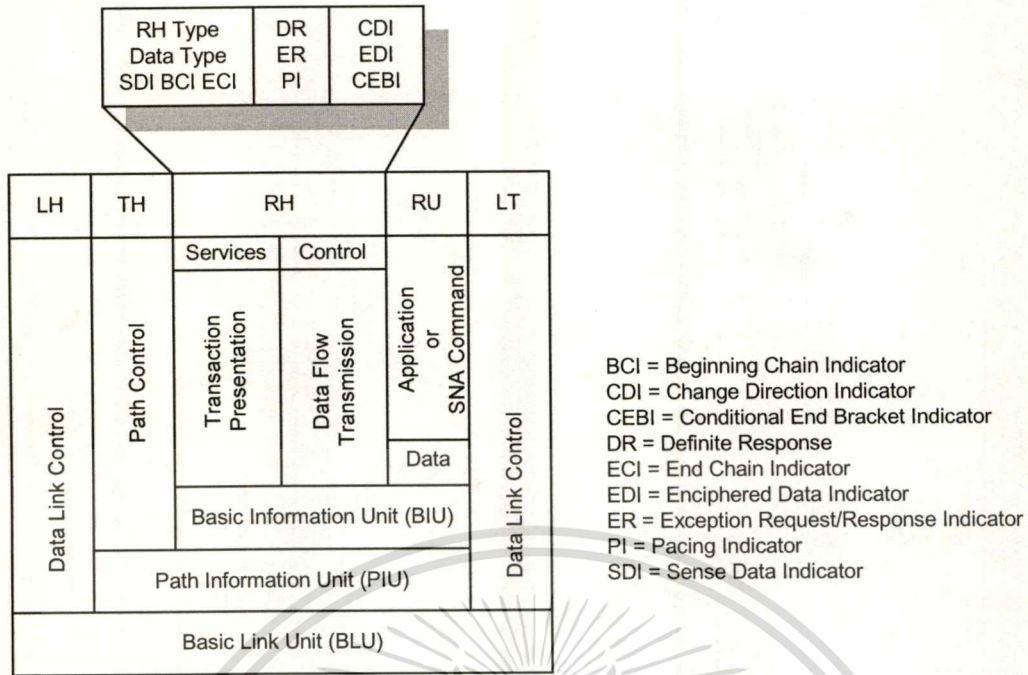 RH Type DR CDI
Data Type ER EDI
SDI BCI ECI PI CEBI
LH TH RH RU LT
Services Control
Data Link Control
Path Control
Transaction
Presentation
Data Flow
Transmission
Application
or
SNA Command
Data
Data Link Control
Basic Information Unit (BIU)
Path Information Unit (PIU)
Basic Link Unit (BLU)
BCI = Beginning Chain Indicator
CDI = Change Direction Indicator
CEBI = Conditional End Bracket Indicator
DR = Definite Response
ECI = End Chain Indicator
EDI = Enciphered Data Indicator
ER = Exception Request/Response Indicator
PI = Pacing Indicator
SDI = Sense Data Indicator